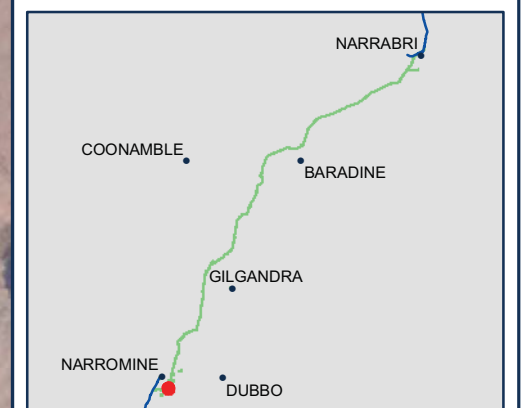 NARRABRI
COONAMBLE
BARADINE
GILGANDRA
NARROMINE
DUBBO